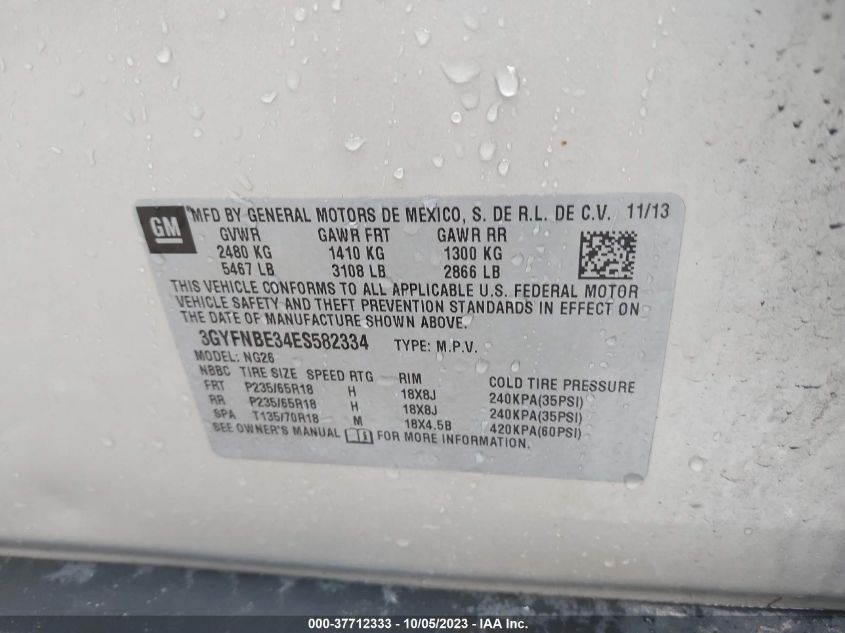 GM
MFD BY GENERAL MOTORS DE MEXICO, S. DE R.L. DE C.V. 11/13
GVWR GAWR FRT GAWR RR
2480 KG 1410 KG 1300 KG
5467 LB 3108 LB 2866 LB
THIS VEHICLE CONFORMS TO ALL APPLICABLE U.S. FEDERAL MOTOR
VEHICLE SAFETY AND THEFT PREVENTION STANDARDS IN EFFECT ON
THE DATE OF MANUFACTURE SHOWN ABOVE.
3GYFNBE34ES582334 TYPE: M.P.V.
MODEL: NG26
NBBC TIRE SIZE SPEED RTG RIM COLD TIRE PRESSURE
FRT P235/65R18 H 18X8J 240KPA(35PSI)
RR P235/65R18 H 18X8J 240KPA(35PSI)
SPA T135/70R18 M 18X4.5B 420KPA(60PSI)
SEE OWNER'S MANUAL FOR MORE INFORMATION.
000-37712333 - 10/05/2023 - IAA Inc.